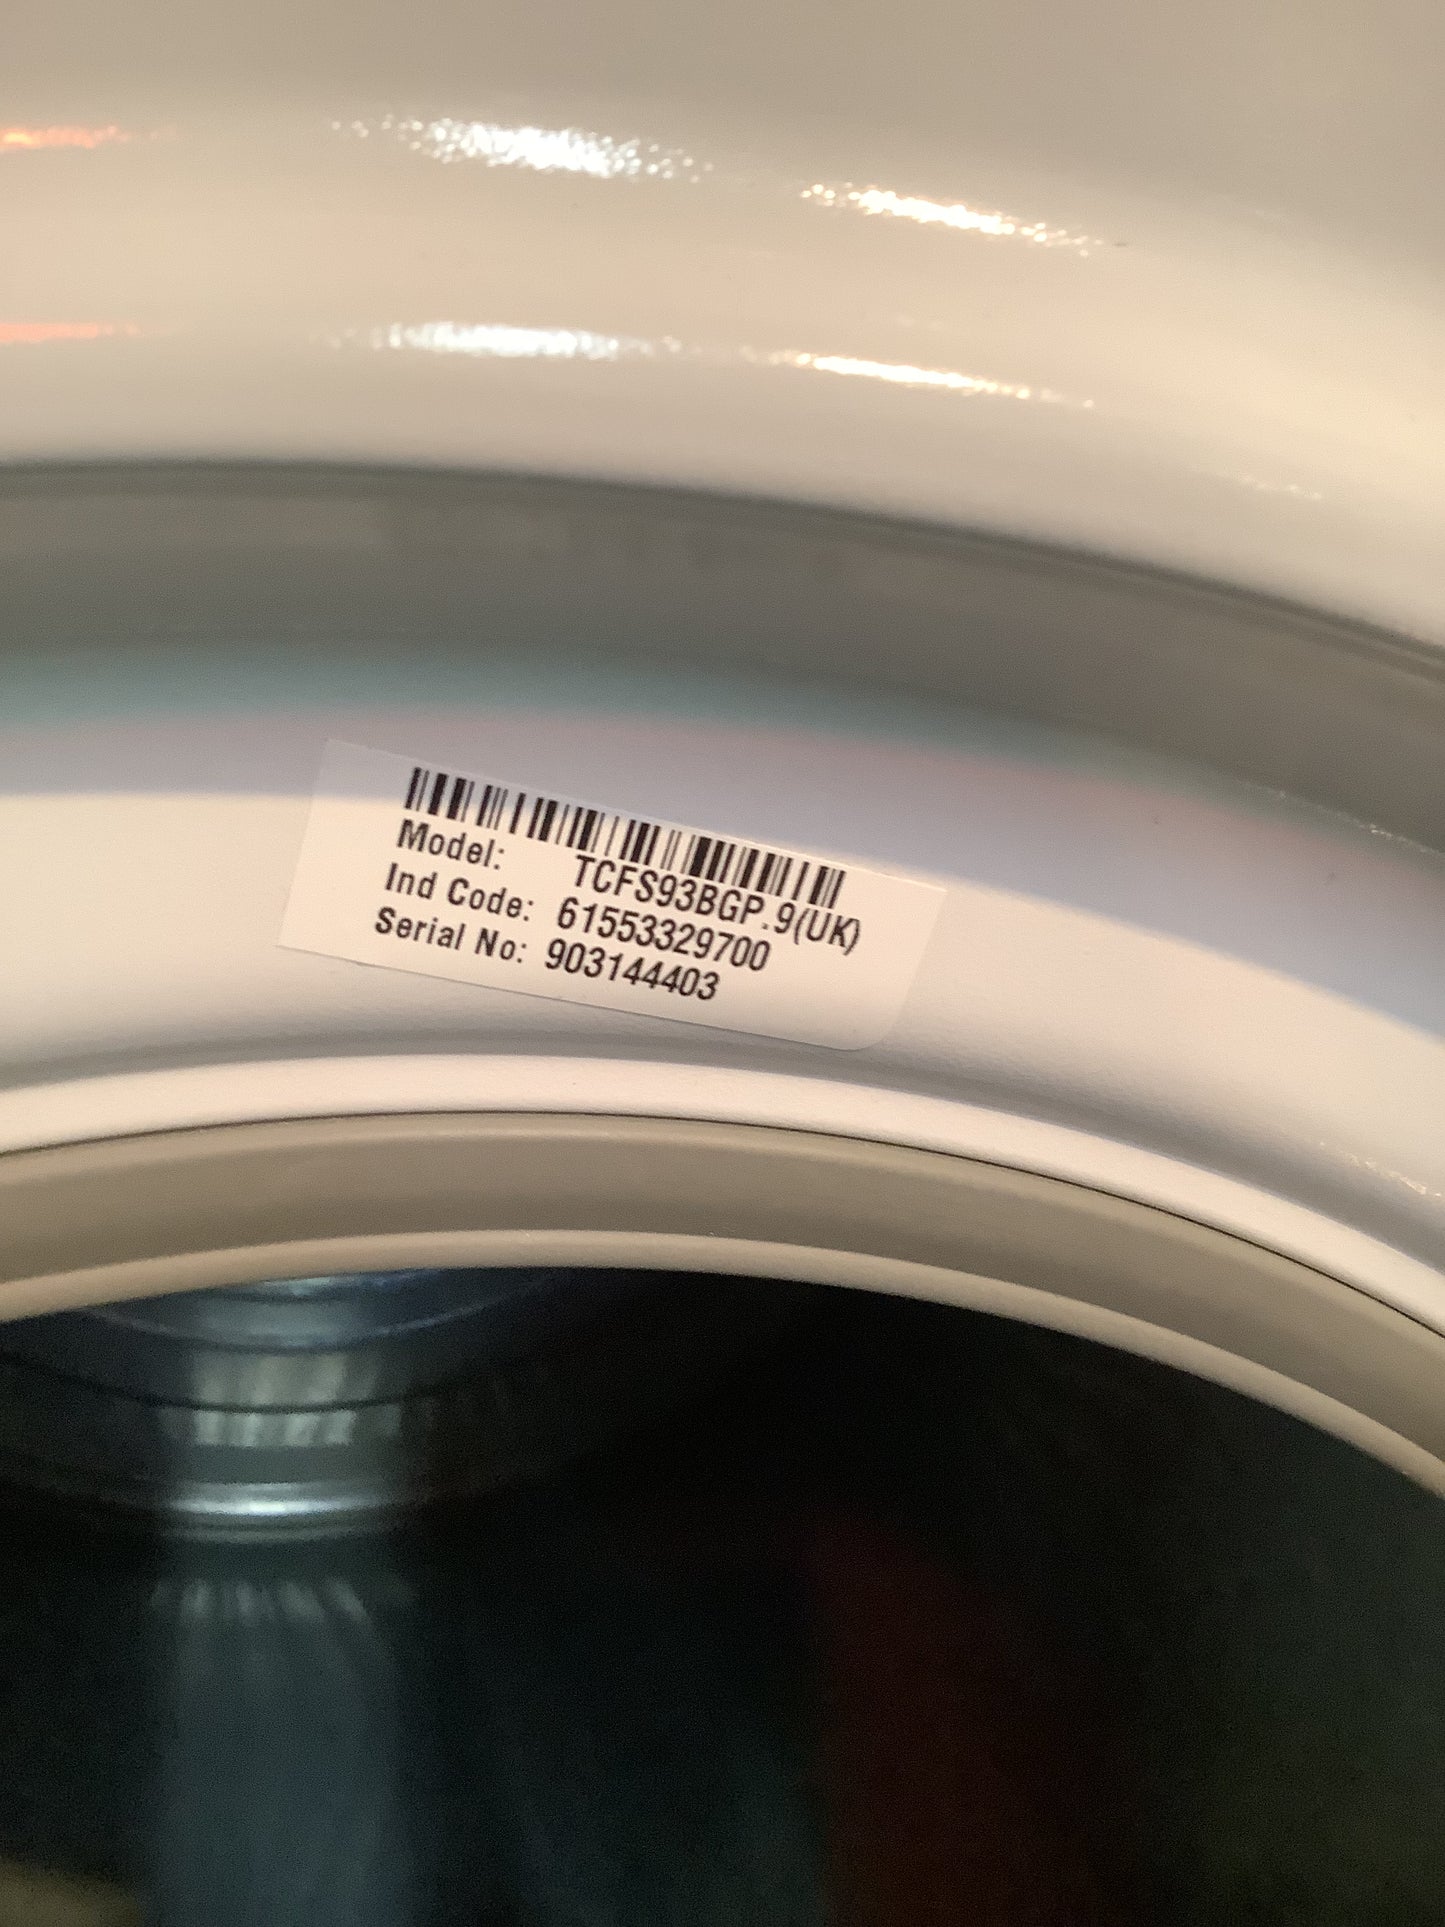 Model: TCFS93BGP.9(UK)
Ind Code: 61553329700
Serial No: 903144403